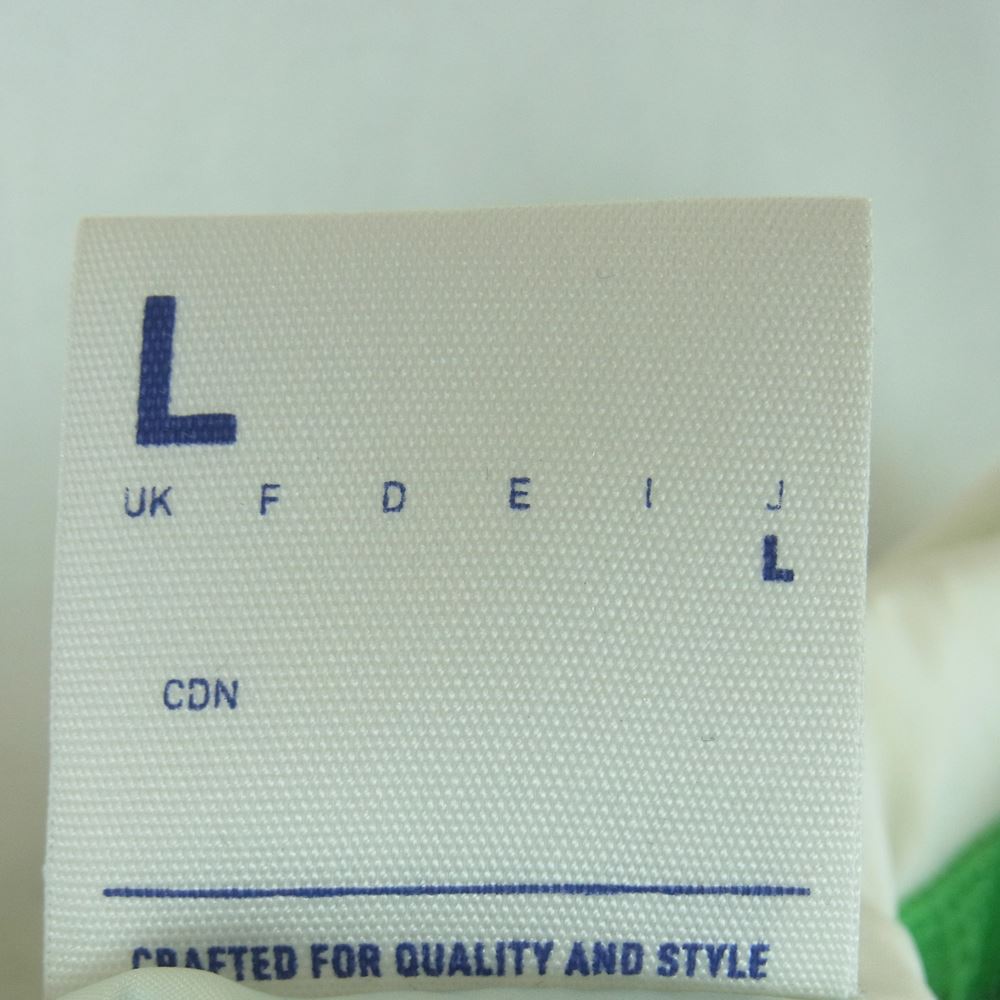 L
UK F D E I J
L
CDN
CRAFTED FOR QUALITY AND STYLE